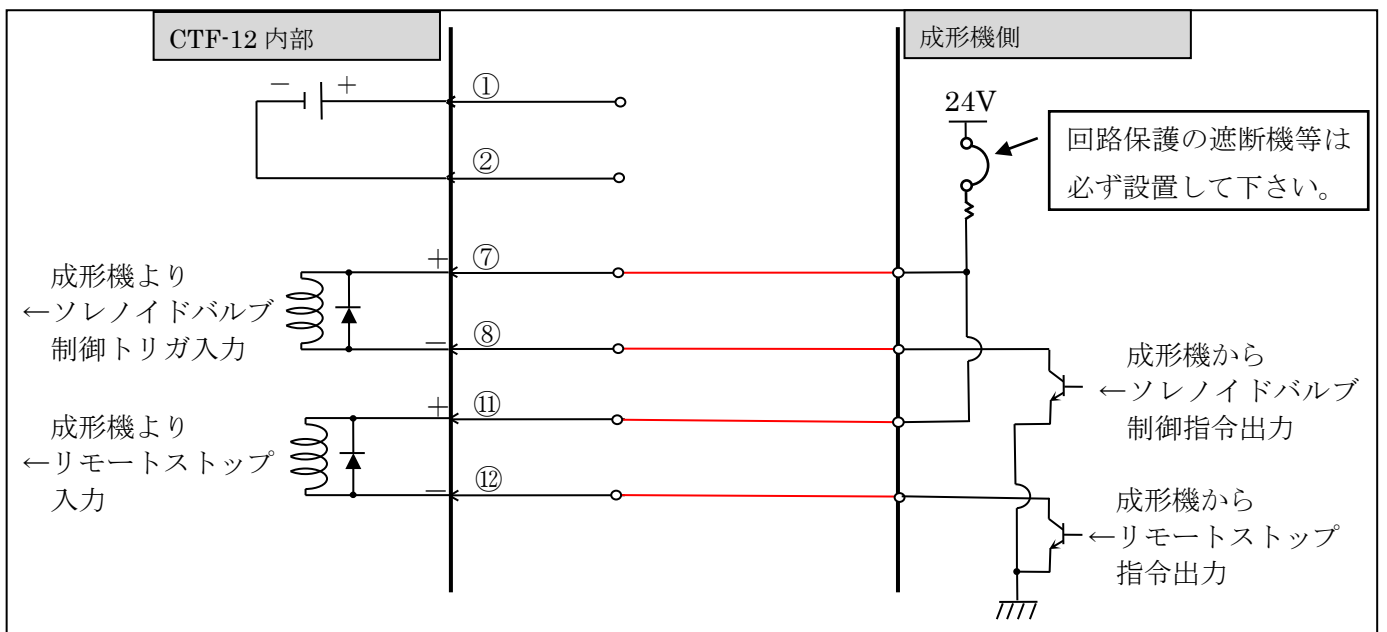 CTF-12 内部
成形機側
－ ＋
①
②
24V
回路保護の遮断機等は
必ず設置して下さい。
成形機より
←ソレノイドバルブ
制御トリガ入力
＋
⑦
－
⑧
成形機から
←ソレノイドバルブ
制御指令出力
成形機より
←リモートストップ
入力
＋
⑪
－
⑫
成形機から
←リモートストップ
指令出力